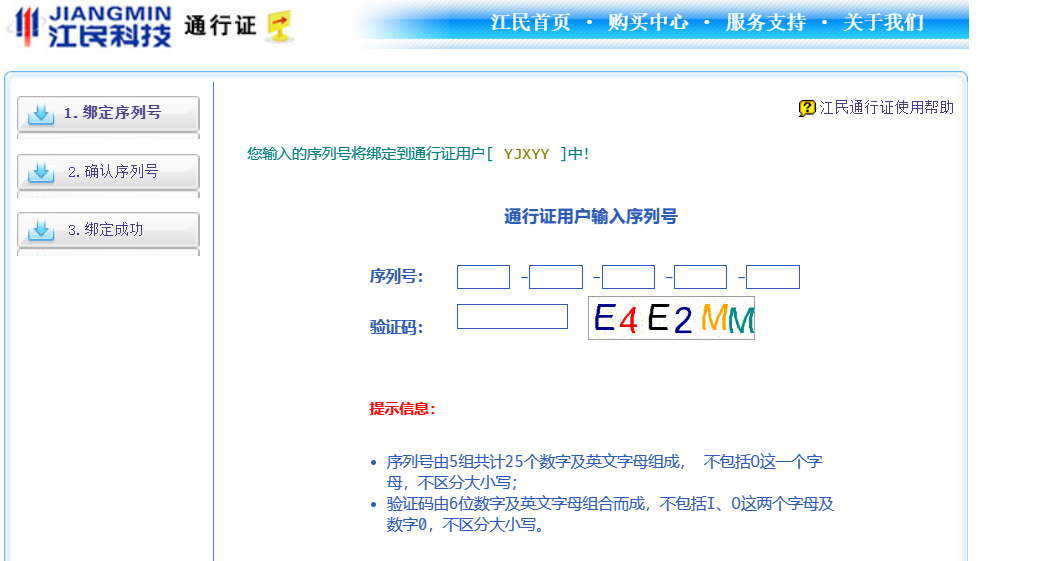 JIANGMIN
江民科技 通行证
江民首页 · 购买中心 · 服务支持 · 关于我们
1.绑定序列号
2.确认序列号
3.绑定成功
江民通行证使用帮助
您输入的序列号将绑定到通行证用户[ YJXYY ]中!
通行证用户输入序列号
序列号: - - - -
验证码: E4E2MM
提示信息:
• 序列号由5组共计25个数字及英文字母组成, 不包括O这一个字
母, 不区分大小写;
• 验证码由6位数字及英文字母组合而成, 不包括I、O这两个字母及
数字0, 不区分大小写。